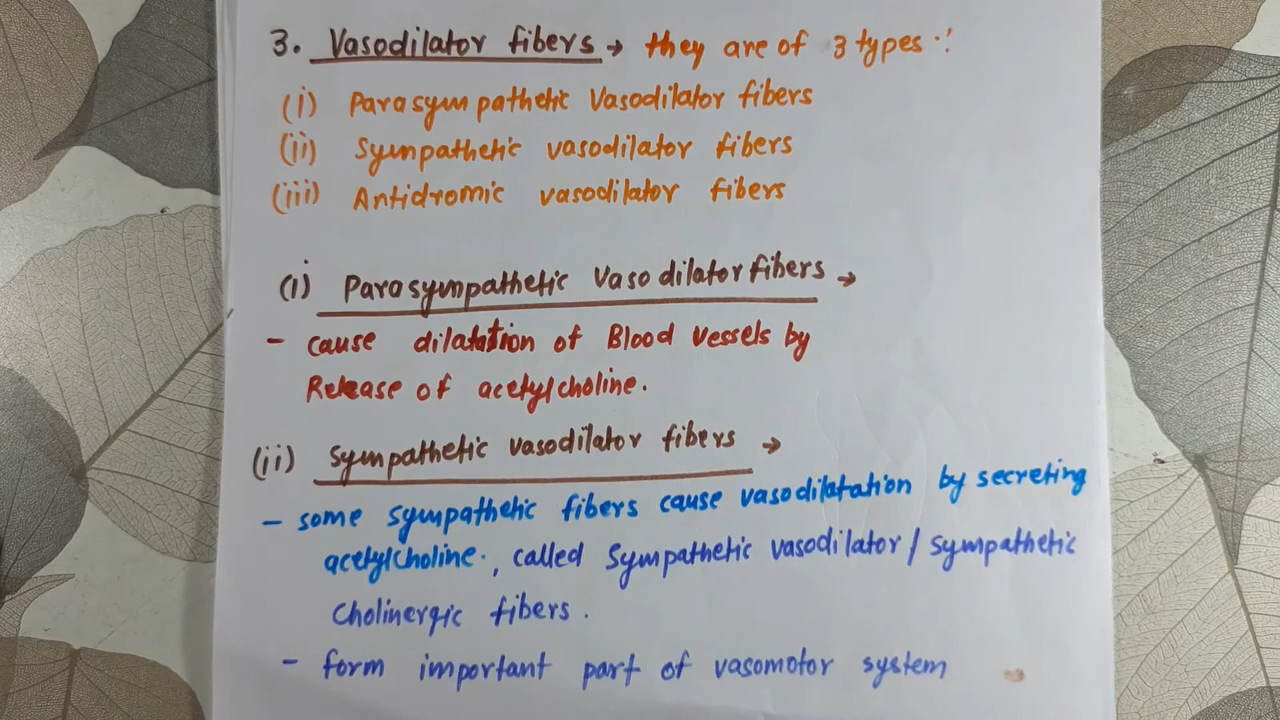 3. Vasodilator fibers → they are of 3 types :
(i) Parasympathetic Vasodilator fibers
(ii) Sympathetic vasodilator fibers
(iii) Antidromic vasodilator fibers
(i) Parasympathetic Vasodilator fibers →
- cause dilatation of Blood vessels by
Release of acetylcholine.
(ii) Sympathetic vasodilator fibers →
- some sympathetic fibers cause vasodilatation by secreting
acetylcholine., called Sympathetic vasodilator / sympathetic
Cholinergic fibers.
- form important part of vasomotor system